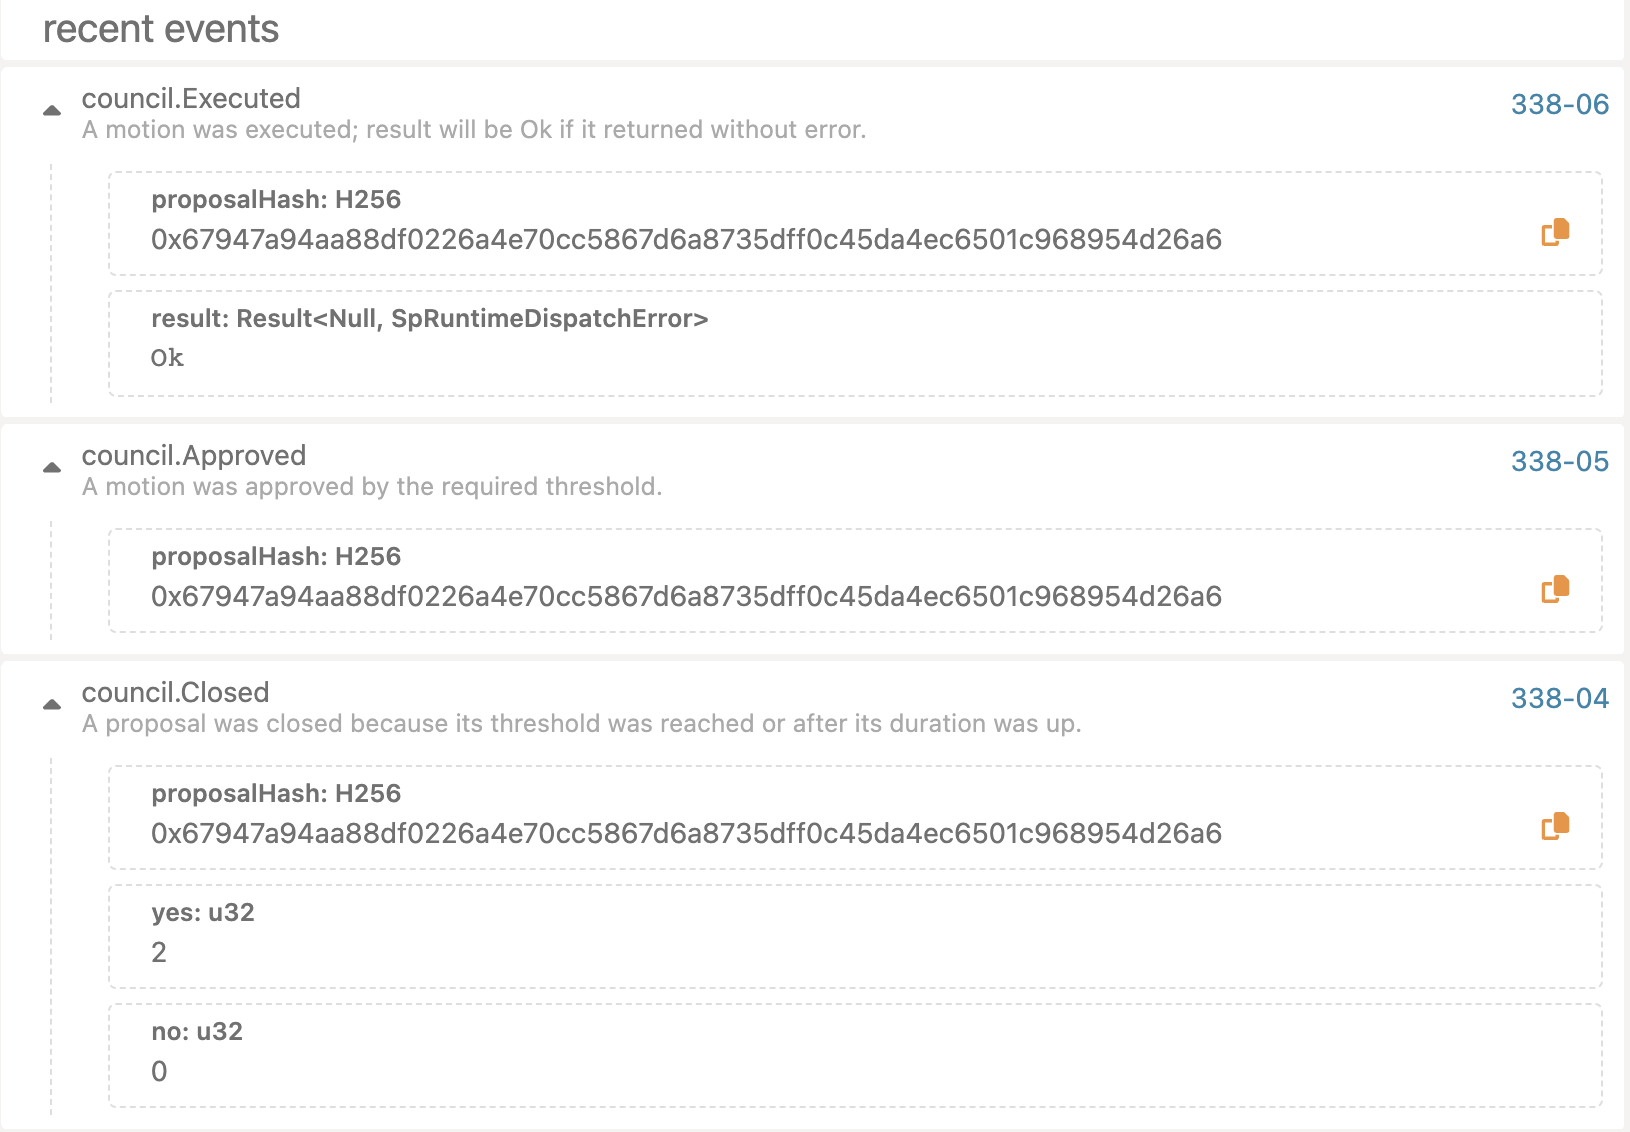 recent events
council.Executed
338-06
A motion was executed; result will be Ok if it returned without error.
proposalHash: H256
0x67947a94aa88df0226a4e70cc5867d6a8735dff0c45da4ec6501c968954d26a6
result: Result<Null, SpRuntimeDispatchError>
Ok
council.Approved
338-05
A motion was approved by the required threshold.
proposalHash: H256
0x67947a94aa88df0226a4e70cc5867d6a8735dff0c45da4ec6501c968954d26a6
council.Closed
338-04
A proposal was closed because its threshold was reached or after its duration was up.
proposalHash: H256
0x67947a94aa88df0226a4e70cc5867d6a8735dff0c45da4ec6501c968954d26a6
yes: u32
2
no: u32
0